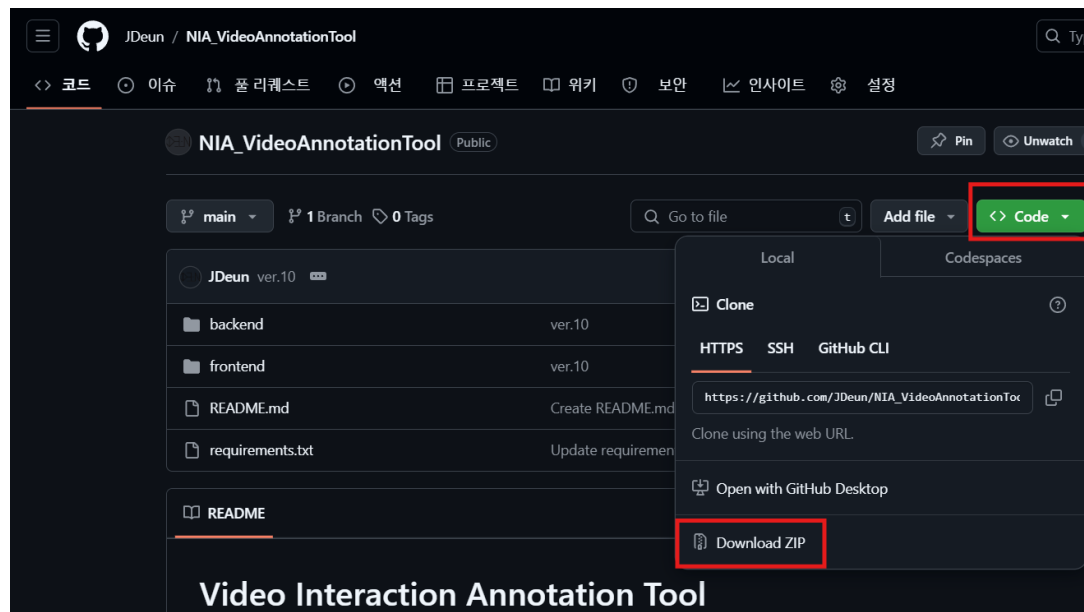 JDeun / NIA_VideoAnnotationTool
Ty
<> 코드 이슈 풀 리퀘스트 액션 프로젝트 위키 보안 인사이트 설정
NIA_VideoAnnotationTool Public Pin Unwatch
main 1 Branch 0 Tags Go to file t Add file <> Code
Local Codespaces
JDeun ver.10
Clone
backend ver.10
HTTPS SSH GitHub CLI
frontend ver.10
https://github.com/JDeun/NIA_VideoAnnotationToo
README.md Create README.md
Clone using the web URL.
requirements.txt Update requiremen
Open with GitHub Desktop
README
Download ZIP
Video Interaction Annotation Tool